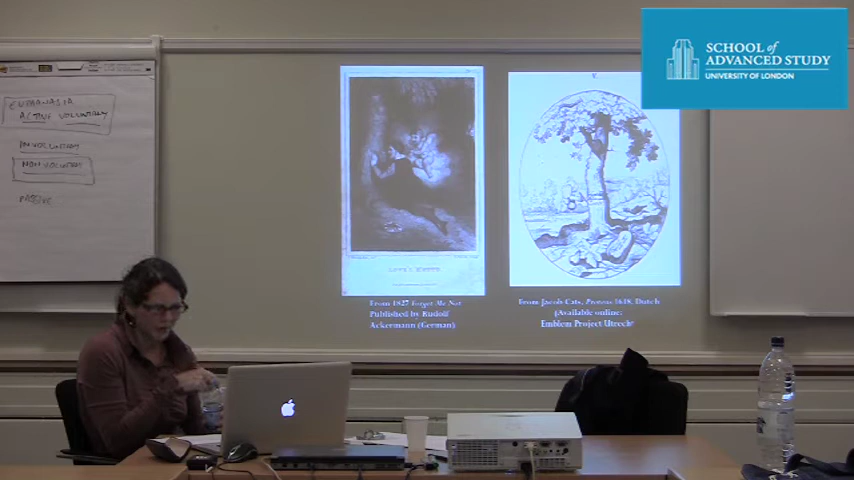 EUTHANASIA
ACTIVE VOLUNTARY
INVOLUNTARY
NON VOLUNTARY
PASSIVE
From 1827 Forget Me Not
Published by Rudolf
Ackermann (German)
From Jacob Cats, Proteus 1618, Dutch
(Available online:
Emblem Project Utrecht
SCHOOL of
ADVANCED STUDY
UNIVERSITY OF LONDON